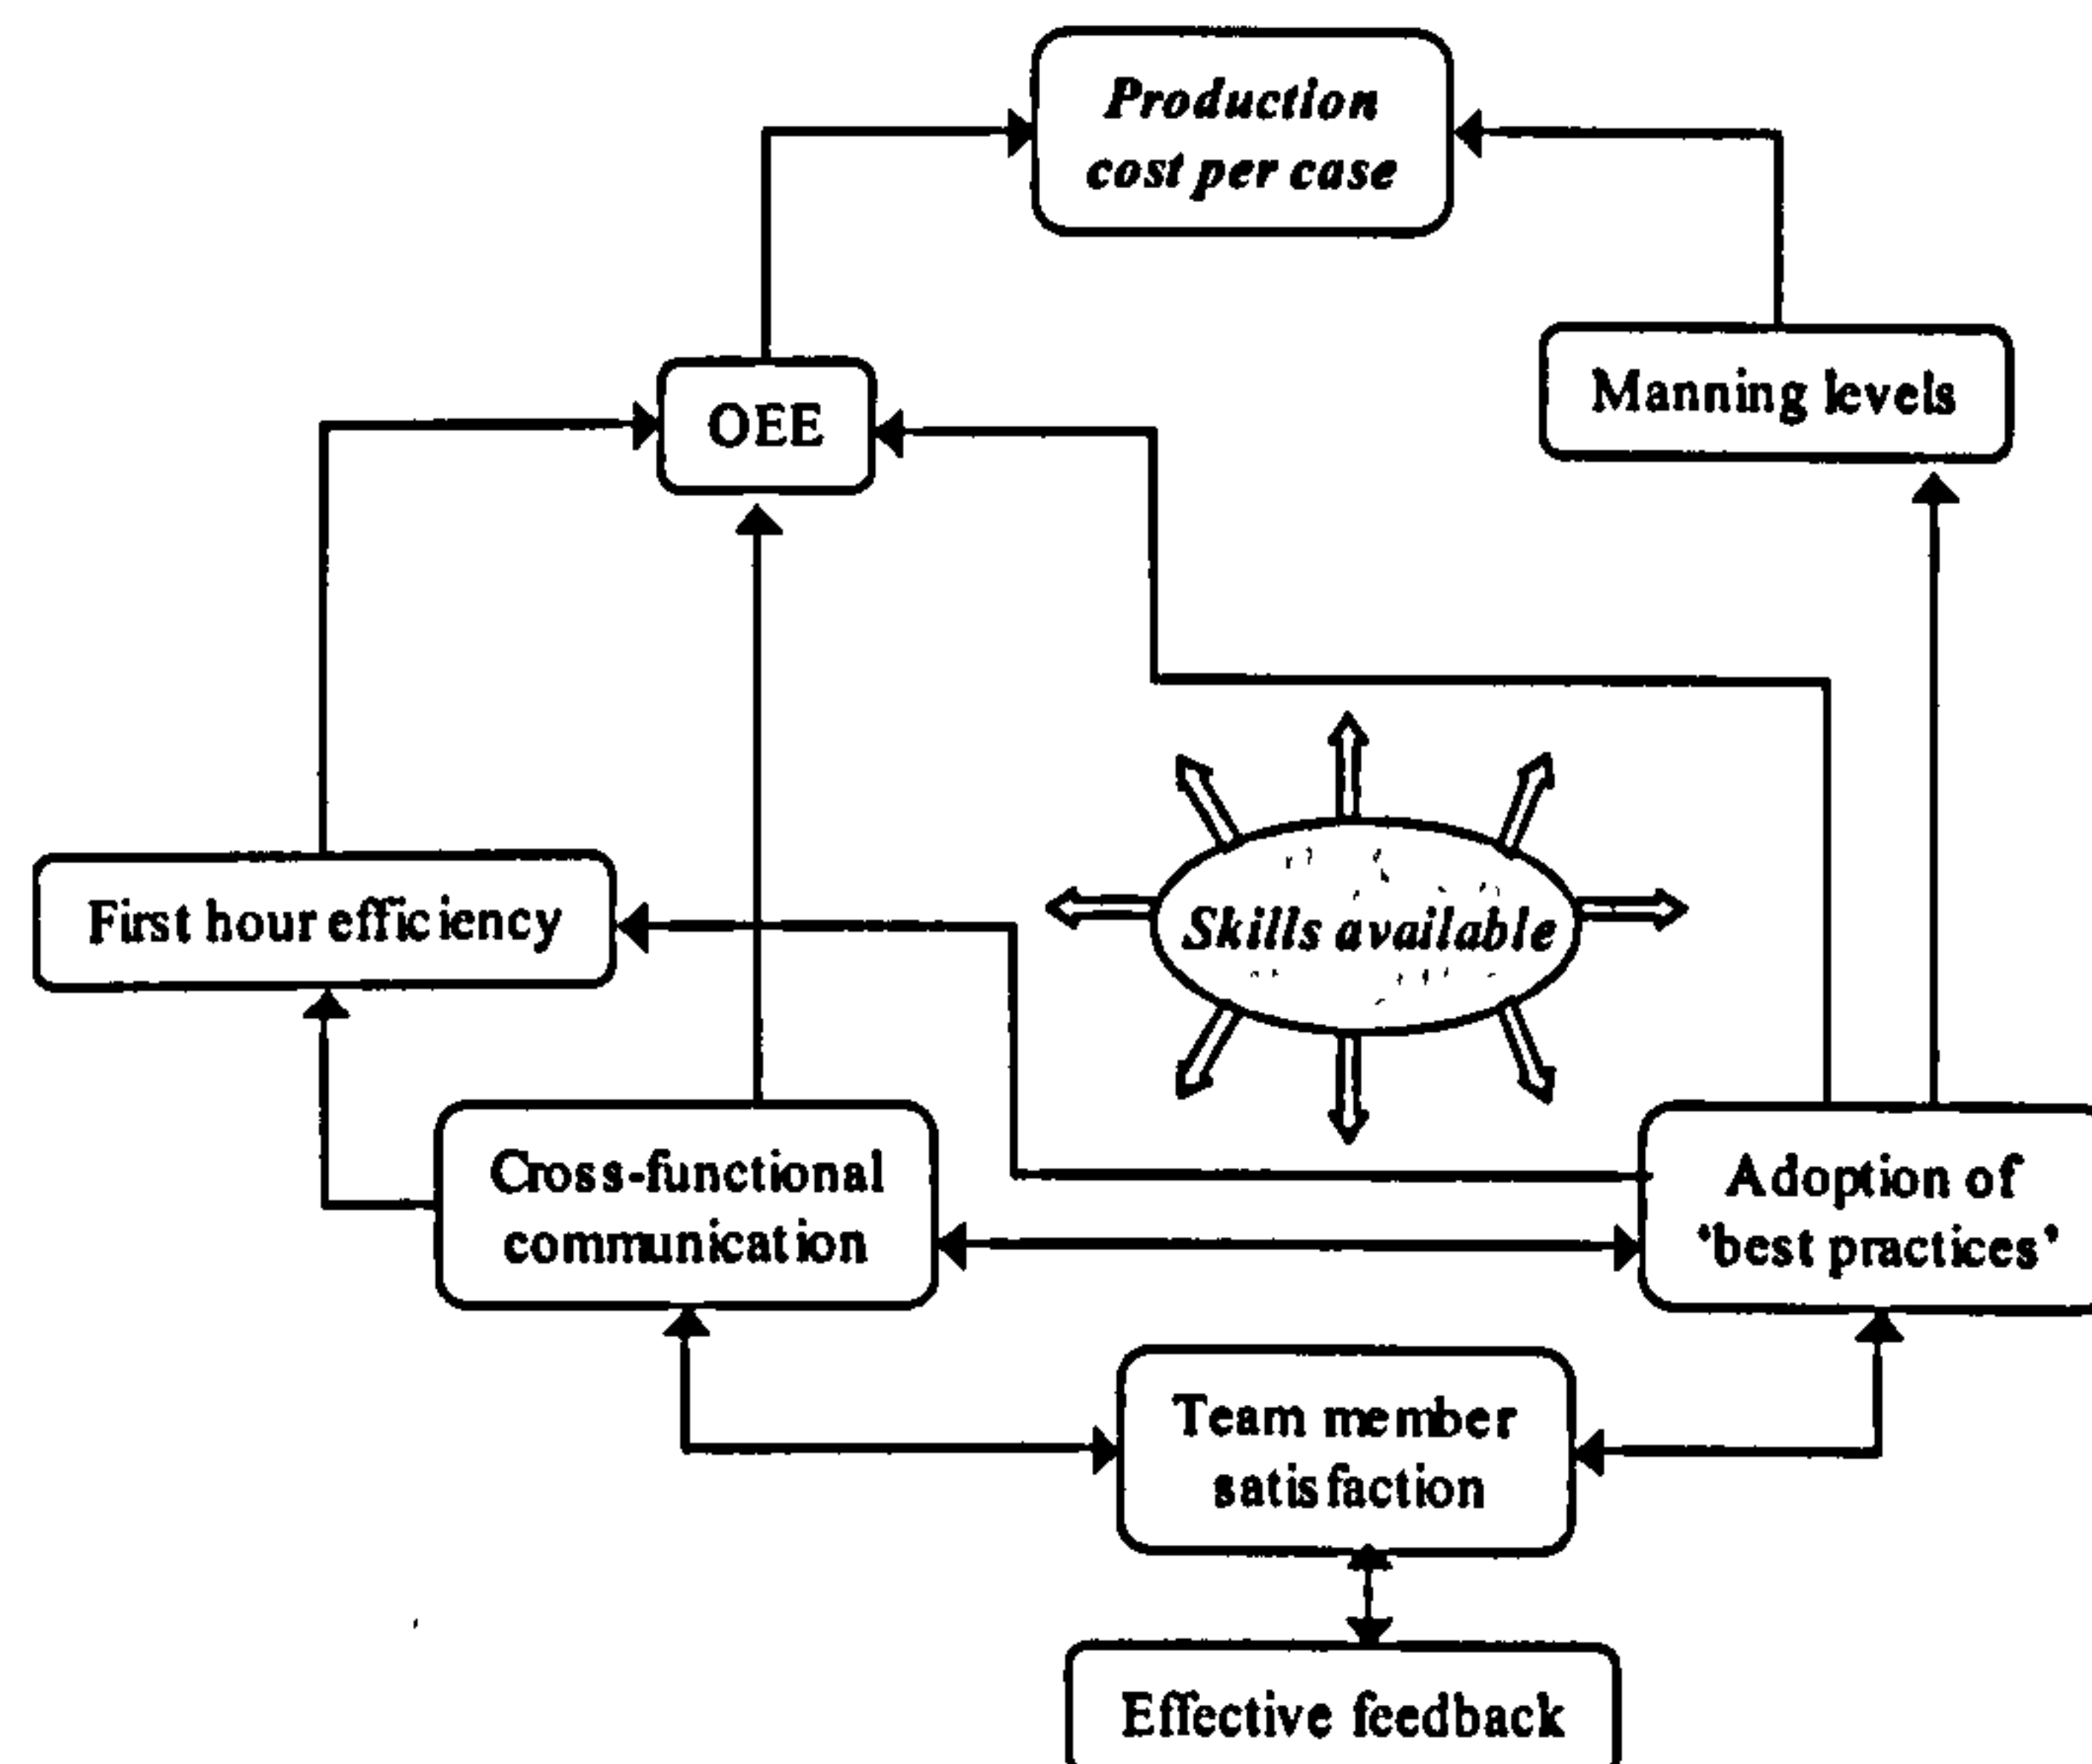 Production
cost per case
OEE
Manning levels
First hour efficiency
Skills available
Cross-functional
communication
Adoption of
'best practices'
Team member
satisfaction
Effective feedback